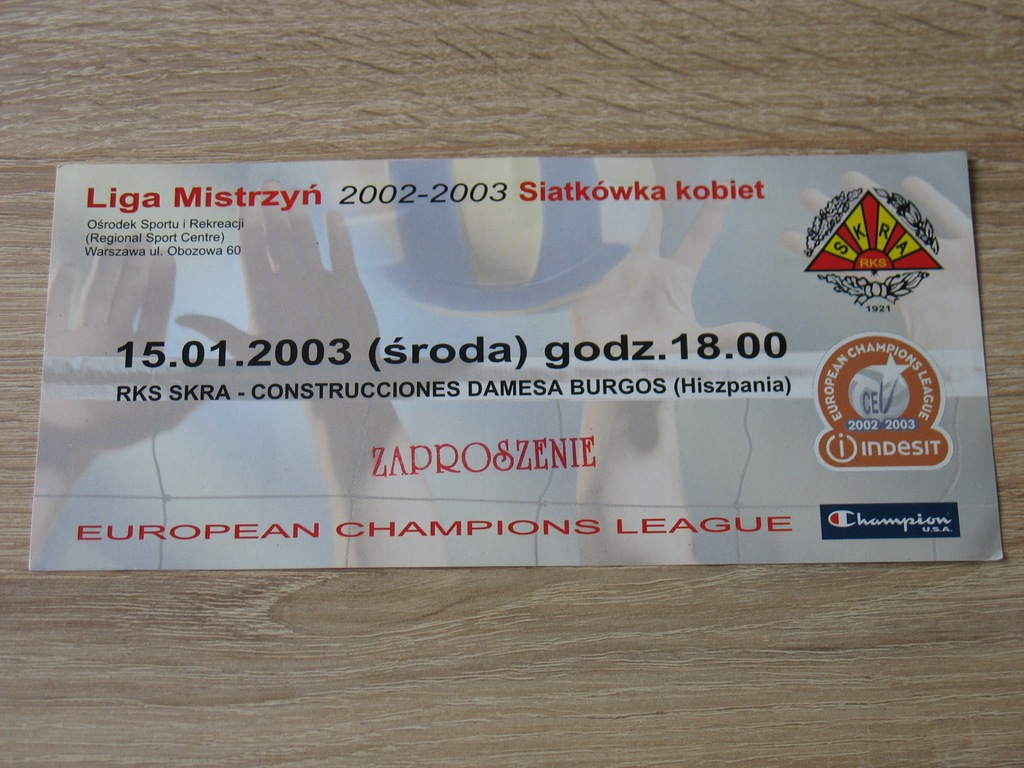 Liga Mistrzyń 2002-2003 Siatkówka kobiet
Ośrodek Sportu i Rekreacji
(Regional Sport Centre)
Warszawa ul. Obozowa 60
SKRA
RKS
1921
15.01.2003 (środa) godz.18.00
RKS SKRA - CONSTRUCCIONES DAMESA BURGOS (Hiszpania)
EUROPEAN CHAMPIONS LEAGUE
CEV
2002 2003
INDESIT
ZAPROSZENIE
EUROPEAN CHAMPIONS LEAGUE
Champion
U.S.A.